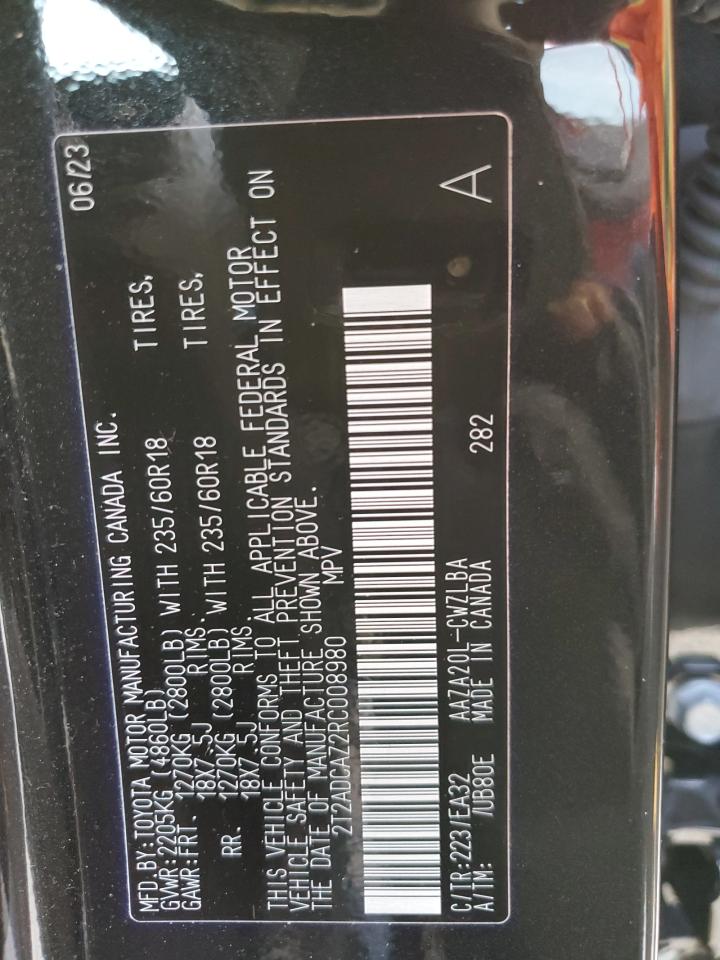 MFD.BY:TOYOTA MOTOR MANUFACTURING CANADA INC. 06/23
GVWR:2205KG (4860LB)
GAWR:FRT. 1270KG (2800LB) WITH 235/60R18 TIRES,
18X7.5J RIMS.
RR. 1270KG (2800LB) WITH 235/60R18 TIRES,
18X7.5J RIMS.
THIS VEHICLE CONFORMS TO ALL APPLICABLE FEDERAL MOTOR
VEHICLE SAFETY AND THEFT PREVENTION STANDARDS IN EFFECT ON
THE DATE OF MANUFACTURE SHOWN ABOVE.
2T2ADCAZ2RC008980 MPV
C/TR:223/EA32 AAZA20L-CWZLBA
A/TM: /UB80E MADE IN CANADA 282 A